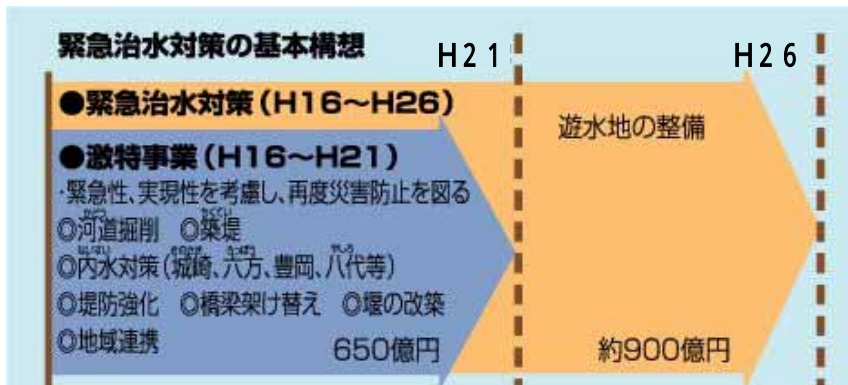 緊急治水対策の基本構想
H21
H26
●緊急治水対策（H16～H26）
遊水地の整備
●激特事業（H16～H21）
・緊急性、実現性を考慮し、再度災害防止を図る
◎河道掘削　◎築堤
◎内水対策（城崎、六方、豊岡、八代等）
◎堤防強化　◎橋梁架け替え　◎堰の改築
◎地域連携
650億円
約900億円